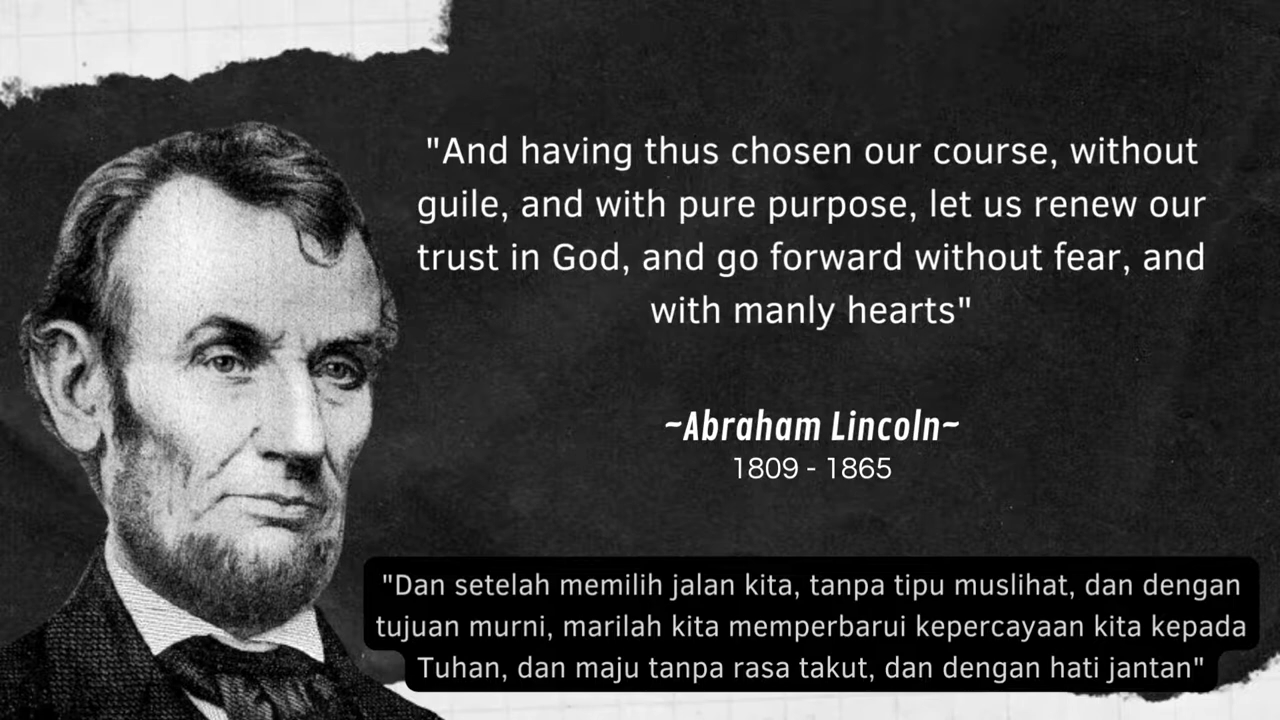 "And having thus chosen our course, without
guile, and with pure purpose, let us renew our
trust in God, and go forward without fear, and
with manly hearts"
~Abraham Lincoln~
1809 - 1865
"Dan setelah memilih jalan kita, tanpa tipu muslihat, dan dengan
tujuan murni, marilah kita memperbarui kepercayaan kita kepada
Tuhan, dan maju tanpa rasa takut, dan dengan hati jantan"